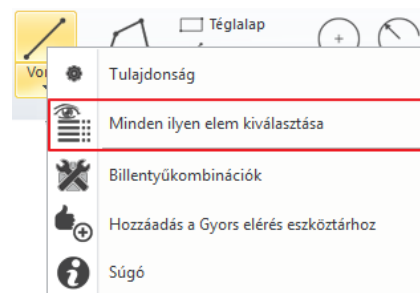 Téglalap
Vo
Tulajdonság
Minden ilyen elem kiválasztása
Billentyűkombinációk
Hozzáadás a Gyors elérés eszköztárhoz
Súgó